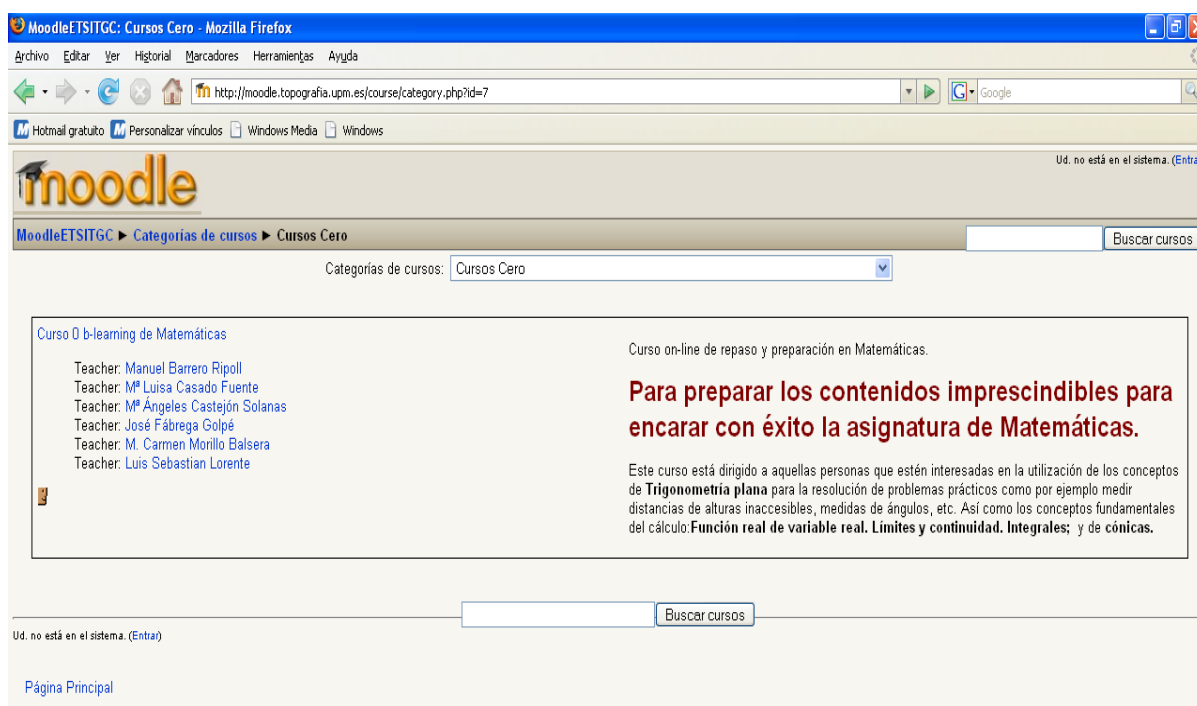 MoodleETSITGC: Cursos Cero - Mozilla Firefox
Archivo Editar Ver Historial Marcadores Herramientas Ayuda
http://moodle.topografia.upm.es/course/category.php?id=7
G Google
Hotmail gratuito Personalizar vínculos Windows Media Windows
moodle
Ud. no está en el sistema. (Entra
MoodleETSITGC ► Categorías de cursos ► Cursos Cero
Buscar cursos
Categorías de cursos: Cursos Cero
Curso 0 b-learning de Matemáticas
Teacher: Manuel Barrero Ripoll
Teacher: Mª Luisa Casado Fuente
Teacher: Mª Ángeles Castejón Solanas
Teacher: José Fábrega Golpé
Teacher: M. Carmen Morillo Balsera
Teacher: Luis Sebastian Lorente
Curso on-line de repaso y preparación en Matemáticas.
Para preparar los contenidos imprescindibles para
encarar con éxito la asignatura de Matemáticas.
Este curso está dirigido a aquellas personas que estén interesadas en la utilización de los conceptos
de Trigonometría plana para la resolución de problemas prácticos como por ejemplo medir
distancias de alturas inaccesibles, medidas de ángulos, etc. Así como los conceptos fundamentales
del cálculo:Función real de variable real. Límites y continuidad. Integrales; y de cónicas.
Buscar cursos
Ud. no está en el sistema. (Entrar)
Página Principal